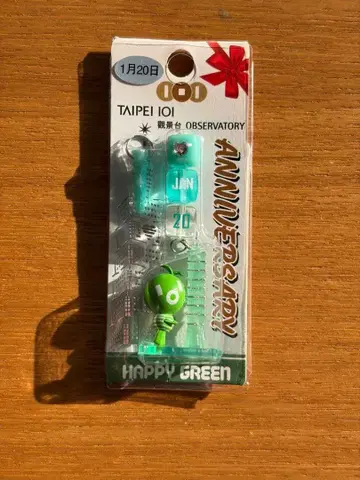 1月20日
TAIPEI 101
觀景台 OBSERVATORY
ANNIVERSARY
JAN
20
HAPPY GREEN